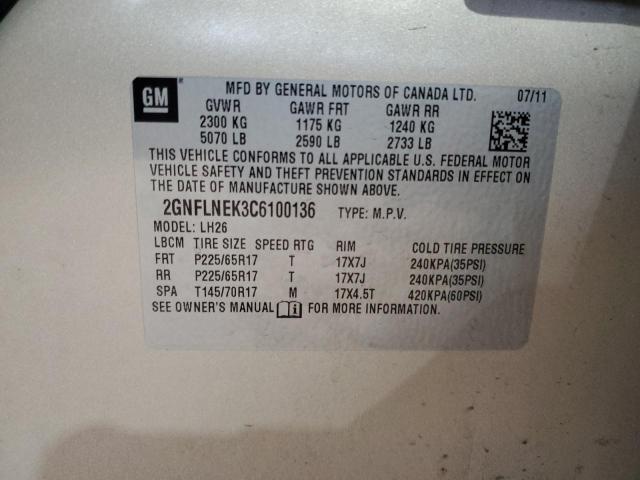 GM MFD BY GENERAL MOTORS OF CANADA LTD. 07/11
GVWR GAWR FRT GAWR RR
2300 KG 1175 KG 1240 KG
5070 LB 2590 LB 2733 LB
THIS VEHICLE CONFORMS TO ALL APPLICABLE U.S. FEDERAL MOTOR
VEHICLE SAFETY AND THEFT PREVENTION STANDARDS IN EFFECT ON
THE DATE OF MANUFACTURE SHOWN ABOVE.
2GNFLNEK3C6100136 TYPE: M.P.V.
MODEL: LH26
LBCM TIRE SIZE SPEED RTG RIM COLD TIRE PRESSURE
FRT P225/65R17 T 17X7J 240KPA(35PSI)
RR P225/65R17 T 17X7J 240KPA(35PSI)
SPA T145/70R17 M 17X4.5T 420KPA(60PSI)
SEE OWNER'S MANUAL FOR MORE INFORMATION.